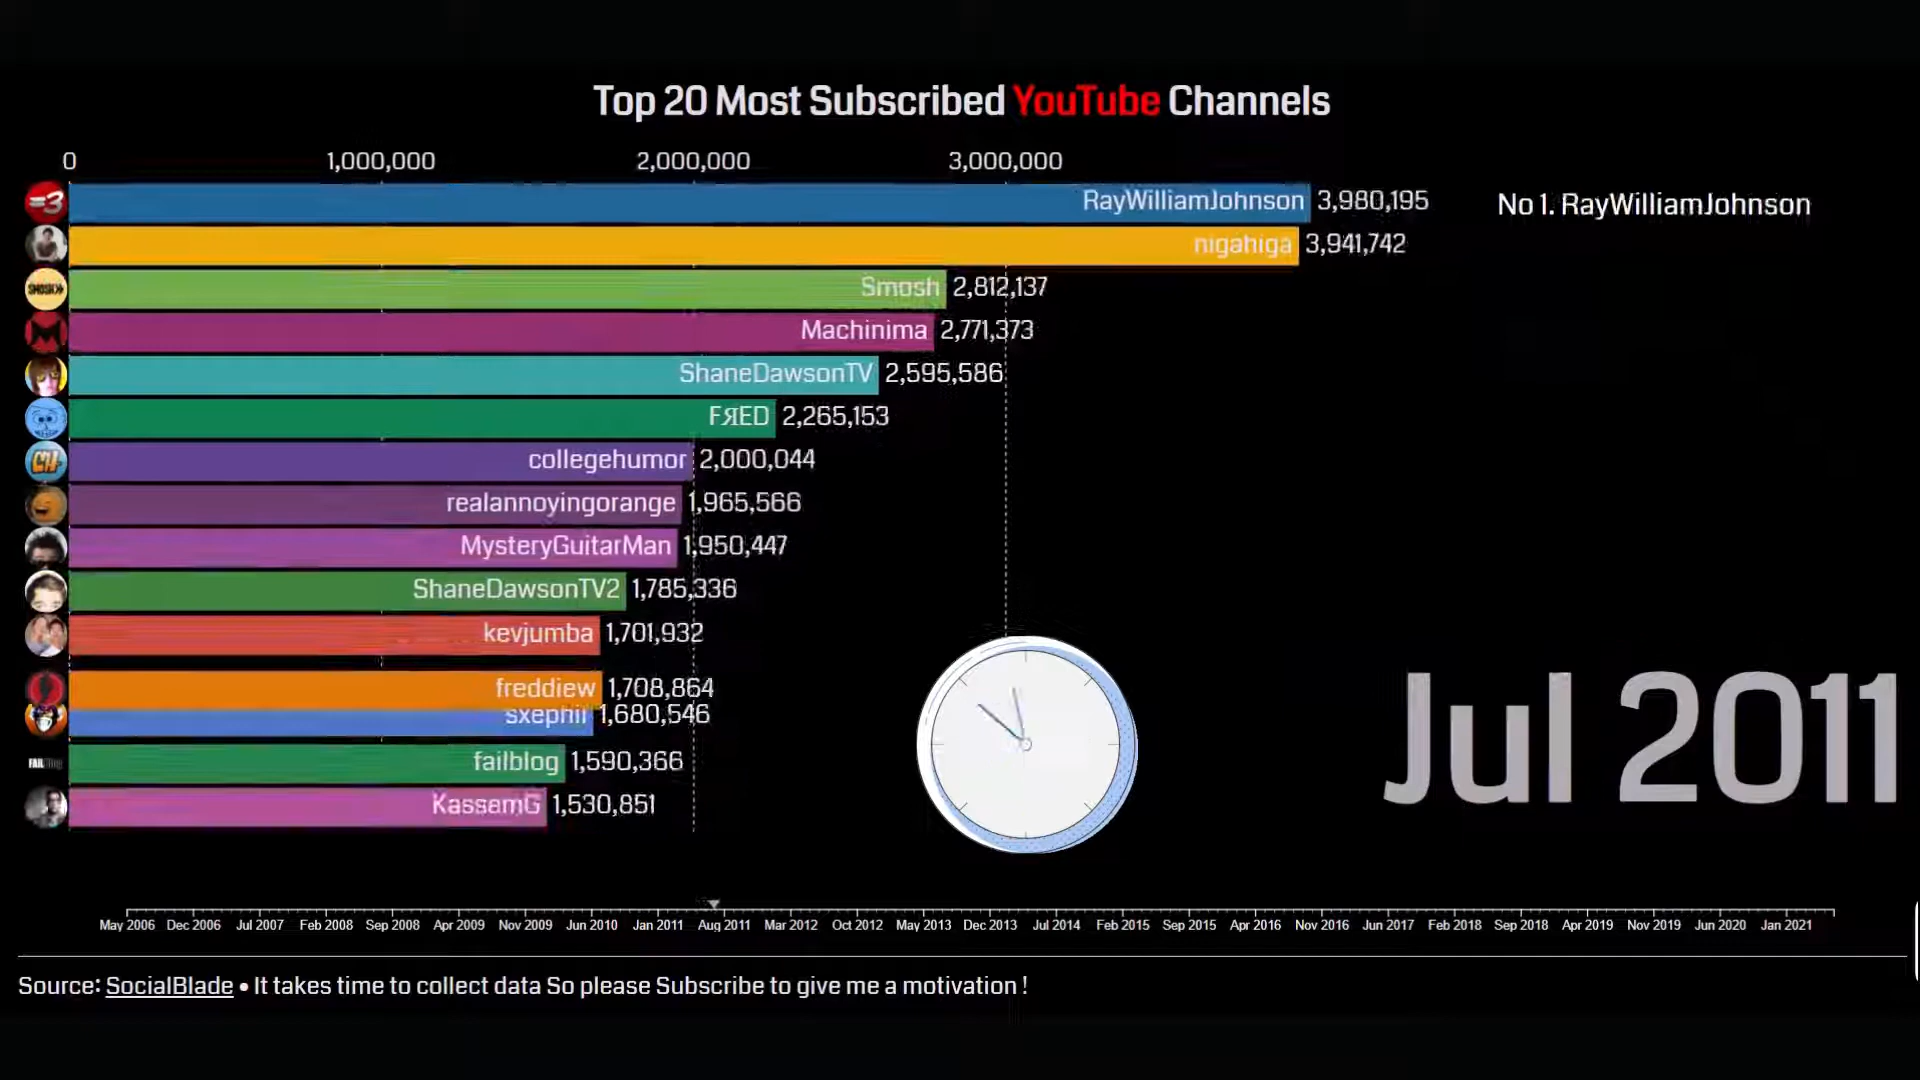 Top 20 Most Subscribed YouTube Channels
0 1,000,000 2,000,000 3,000,000
RayWilliamJohnson 3,980,195 No 1. RayWilliamJohnson
nigahiga 3,941,742
SMOSH Smosh 2,812,137
Machinima 2,771,373
ShaneDawsonTV 2,595,586
FЯED 2,265,153
CH collegehumor 2,000,044
realannoyingorange 1,965,566
MysteryGuitarMan 1,950,447
ShaneDawsonTV2 1,785,336
kevjumba 1,701,932
freddiew 1,708,864
sxephil 1,680,546
FAIL failblog 1,590,366
KassemG 1,530,851
Jul 2011
May 2006 Dec 2006 Jul 2007 Feb 2008 Sep 2008 Apr 2009 Nov 2009 Jun 2010 Jan 2011 Aug 2011 Mar 2012 Oct 2012 May 2013 Dec 2013 Jul 2014 Feb 2015 Sep 2015 Apr 2016 Nov 2016 Jun 2017 Feb 2018 Sep 2018 Apr 2019 Nov 2019 Jun 2020 Jan 2021
Source: SocialBlade • It takes time to collect data So please Subscribe to give me a motivation !